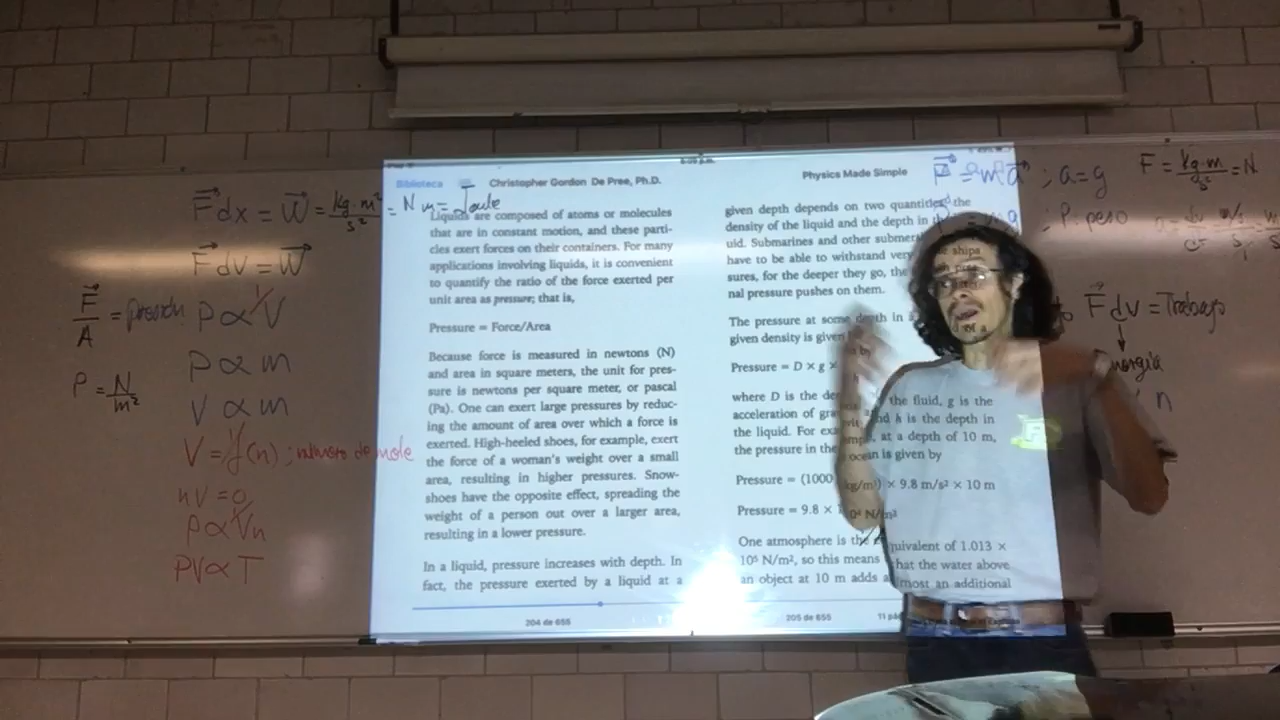 F dx = W = kg·m²/s² = N m = Joule
F dv = W
F/A = presión
P ∝ 1/V
P ∝ m
P = N/m²
V ∝ m
V = f(n) ; número de mole
nV = 0
P ∝ Vn
PV ∝ T
Biblioteca
Christopher Gordon De Pree, Ph.D.
Liquids are composed of atoms or molecules
that are in constant motion, and these parti-
cles exert forces on their containers. For many
applications involving liquids, it is convenient
to quantify the ratio of the force exerted per
unit area as pressure; that is,
Pressure = Force/Area
Because force is measured in newtons (N)
and area in square meters, the unit for pres-
sure is newtons per square meter, or pascal
(Pa). One can exert large pressures by reduc-
ing the amount of area over which a force is
exerted. High-heeled shoes, for example, exert
the force of a woman's weight over a small
area, resulting in higher pressures. Snow-
shoes have the opposite effect, spreading the
weight of a person out over a larger area,
resulting in a lower pressure.
In a liquid, pressure increases with depth. In
fact, the pressure exerted by a liquid at a
204 de 655
Physics Made Simple
given depth depends on two quantities, the
density of the liquid and the depth in
uid. Submarines and other submer ships
have to be able to withstand very pres-
sures, for the deeper they go, the
nal pressure pushes on them.
The pressure at some depth in a
given density is given by
Pressure = D × g ×
where D is the the fluid, g is the
acceleration of and h is the depth in
the liquid. For at a depth of 10 m,
the pressure in the ocean is given by
Pressure = (1000 kg/m³) × 9.8 m/s² × 10 m
Pressure = 9.8 × 10⁴ N/m²
One atmosphere is the equivalent of 1.013 ×
10⁵ N/m², so this means that the water above
an object at 10 m adds almost an additional
205 de 655
P = m a ; a = g
; P: peso
F = kg·m/s² = N
F dv = Trabajo
n